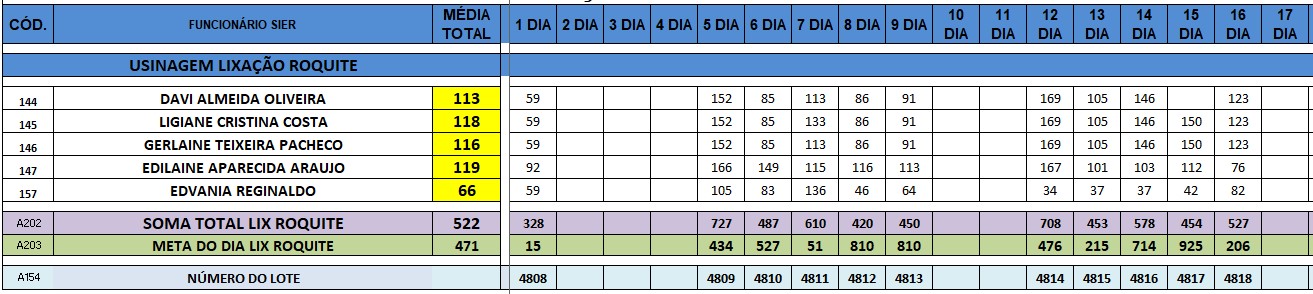 CÓD. FUNCIONÁRIO SIER MÉDIA TOTAL 1 DIA 2 DIA 3 DIA 4 DIA 5 DIA 6 DIA 7 DIA 8 DIA 9 DIA 10 DIA 11 DIA 12 DIA 13 DIA 14 DIA 15 DIA 16 DIA 17 DIA
USINAGEM LIXAÇÃO ROQUITE
144 DAVI ALMEIDA OLIVEIRA 113 59 152 85 113 86 91 169 105 146 123
145 LIGIANE CRISTINA COSTA 118 59 152 85 133 86 91 169 105 146 150 123
146 GERLAINE TEIXEIRA PACHECO 116 59 152 85 113 86 91 169 105 146 150 123
147 EDILAINE APARECIDA ARAUJO 119 92 166 149 115 116 113 167 101 103 112 76
157 EDVANIA REGINALDO 66 59 105 83 136 46 64 34 37 37 42 82
A202 SOMA TOTAL LIX ROQUITE 522 328 727 487 610 420 450 708 453 578 454 527
A203 META DO DIA LIX ROQUITE 471 15 434 527 51 810 810 476 215 714 925 206
A154 NÚMERO DO LOTE 4808 4809 4810 4811 4812 4813 4814 4815 4816 4817 4818